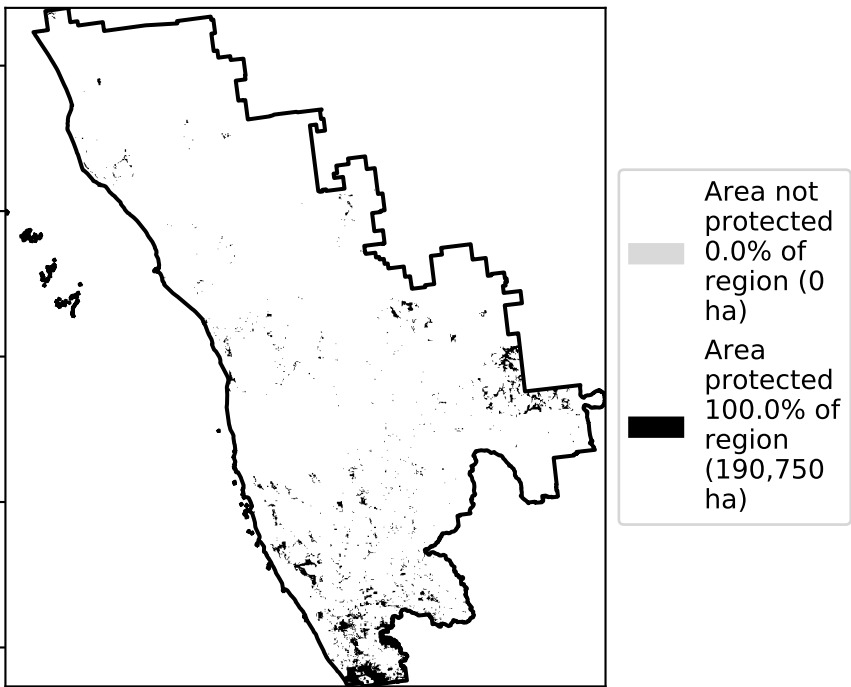 Area not
protected
0.0% of
region (0
ha)
Area
protected
100.0% of
region
(190,750
ha)